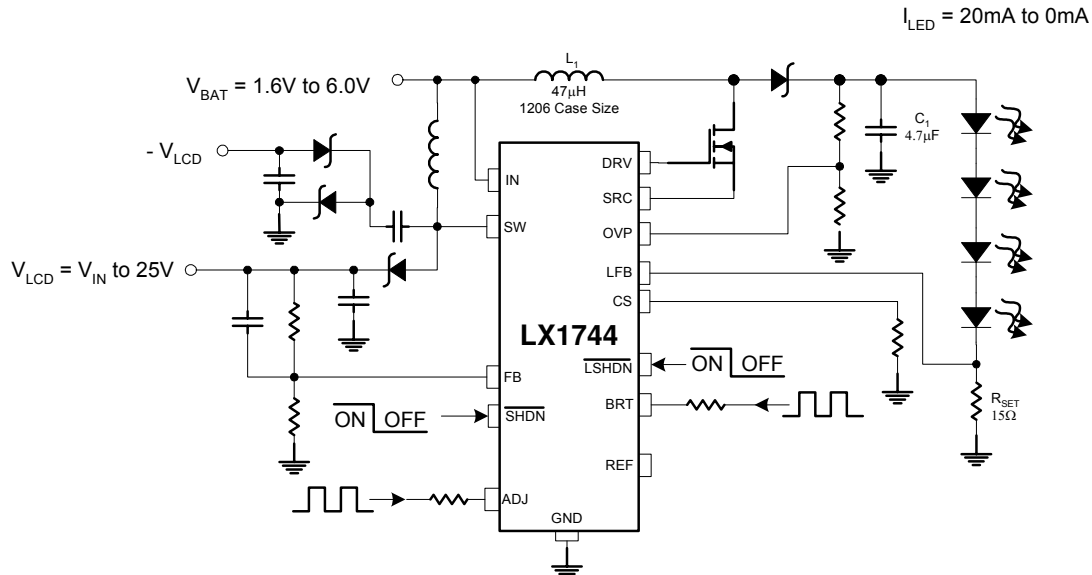 I_LED = 20mA to 0mA
L₁
47µH
1206 Case Size
V_BAT = 1.6V to 6.0V
C₁
4.7µF
- V_LCD
DRV
IN
SRC
SW
OVP
V_LCD = V_IN to 25V
LFB
CS
LX1744
LSHDN
ON OFF
FB
BRT
R_SET
15Ω
ON OFF
SHDN
REF
ADJ
GND